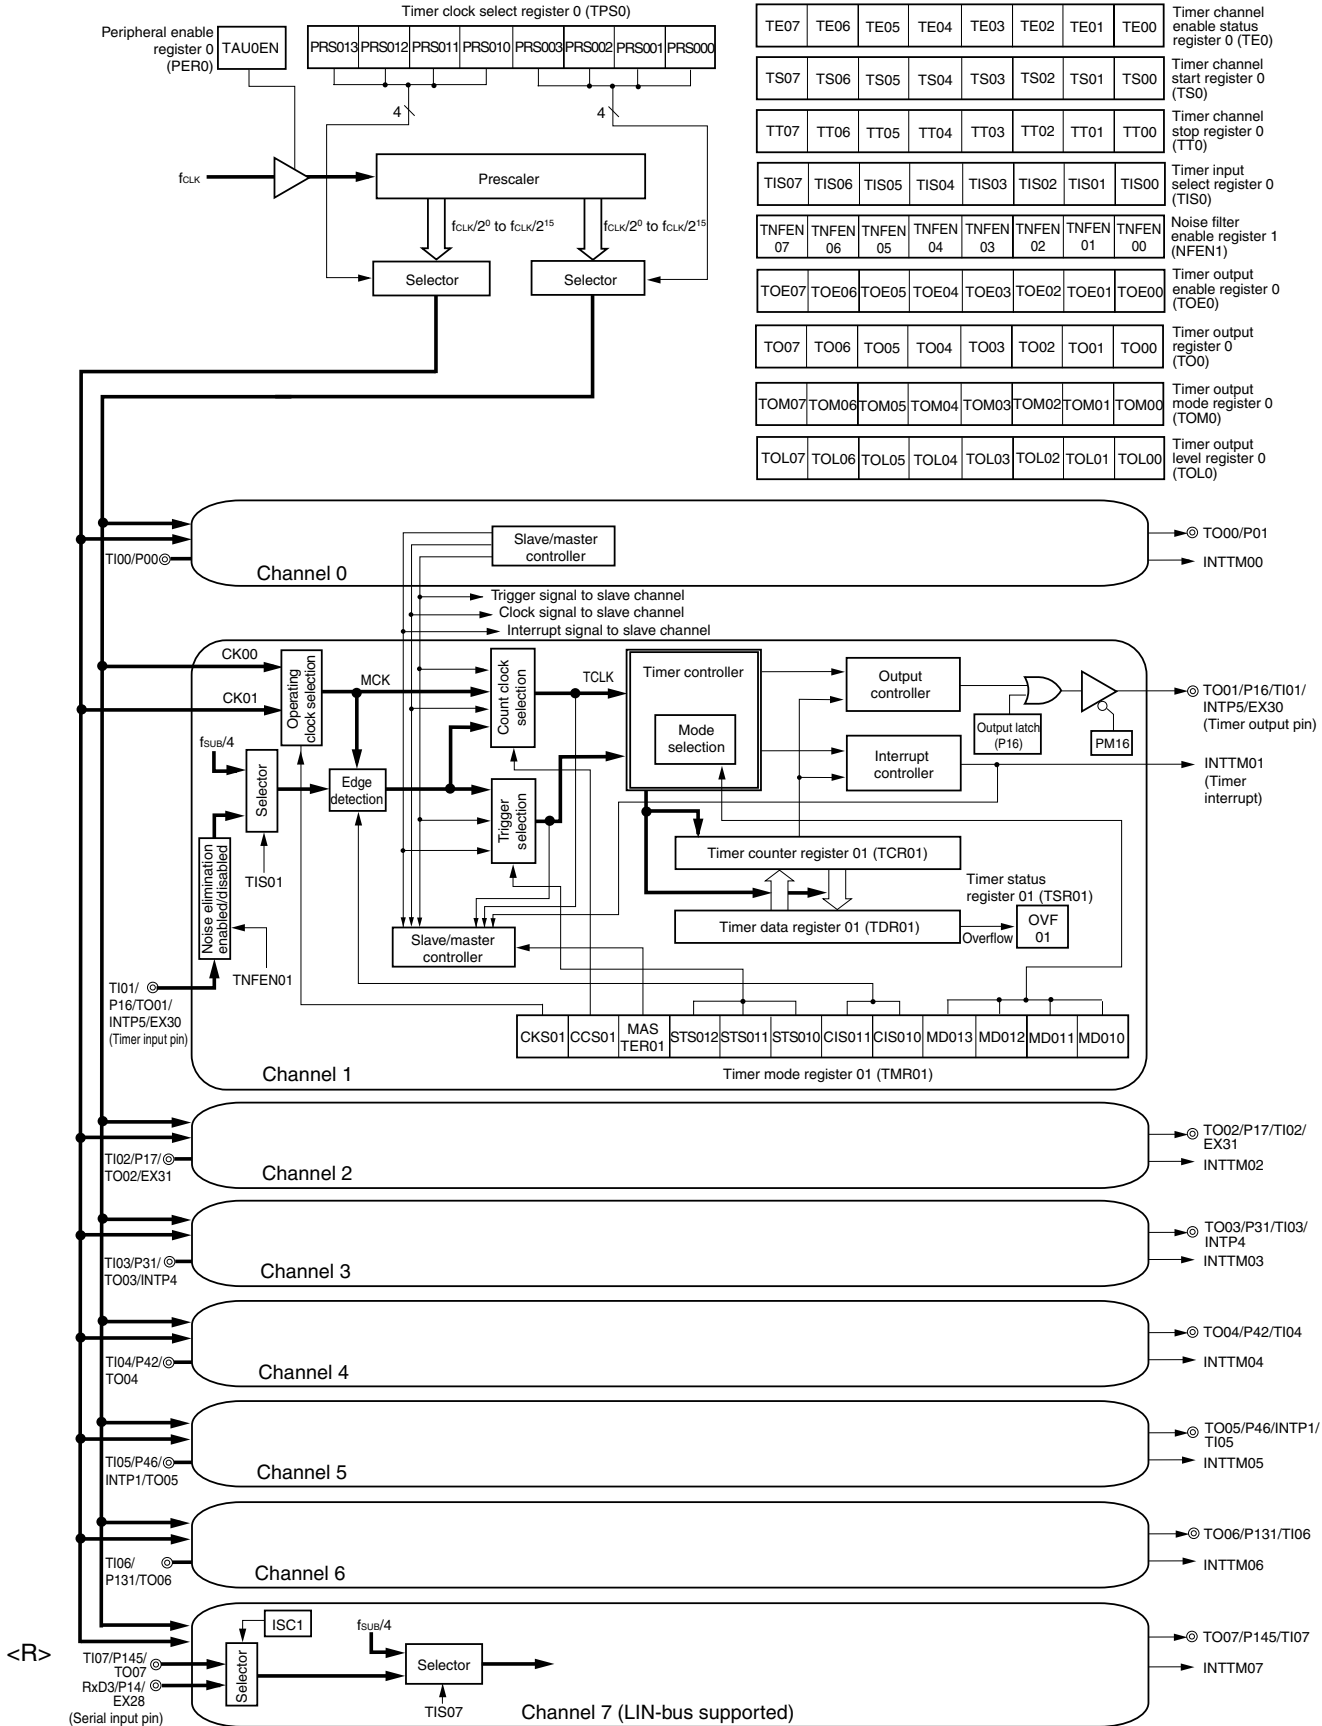 Timer clock select register 0 (TPS0)
Peripheral enable
register 0
(PER0)
TAU0EN
PRS013 PRS012 PRS011 PRS010 PRS003 PRS002 PRS001 PRS000
4
4
fCLK
Prescaler
fCLK/2⁰ to fCLK/2¹⁵
fCLK/2⁰ to fCLK/2¹⁵
Selector
Selector
TE07 TE06 TE05 TE04 TE03 TE02 TE01 TE00
Timer channel
enable status
register 0 (TE0)
TS07 TS06 TS05 TS04 TS03 TS02 TS01 TS00
Timer channel
start register 0
(TS0)
TT07 TT06 TT05 TT04 TT03 TT02 TT01 TT00
Timer channel
stop register 0
(TT0)
TIS07 TIS06 TIS05 TIS04 TIS03 TIS02 TIS01 TIS00
Timer input
select register 0
(TIS0)
TNFEN TNFEN TNFEN TNFEN TNFEN TNFEN TNFEN TNFEN
07 06 05 04 03 02 01 00
Noise filter
enable register 1
(NFEN1)
TOE07 TOE06 TOE05 TOE04 TOE03 TOE02 TOE01 TOE00
Timer output
enable register 0
(TOE0)
TO07 TO06 TO05 TO04 TO03 TO02 TO01 TO00
Timer output
register 0
(TO0)
TOM07 TOM06 TOM05 TOM04 TOM03 TOM02 TOM01 TOM00
Timer output
mode register 0
(TOM0)
TOL07 TOL06 TOL05 TOL04 TOL03 TOL02 TOL01 TOL00
Timer output
level register 0
(TOL0)
TI00/P00
Slave/master
controller
Channel 0
TO00/P01
INTTM00
Trigger signal to slave channel
Clock signal to slave channel
Interrupt signal to slave channel
CK00
CK01
Operating
clock selection
MCK
Count clock
selection
TCLK
Timer controller
Mode
selection
Output
controller
Output latch
(P16)
PM16
TO01/P16/TI01/
INTP5/EX30
(Timer output pin)
Interrupt
controller
INTTM01
(Timer
interrupt)
fSUB/4
Selector
Edge
detection
Trigger
selection
TIS01
Noise elimination
enabled/disabled
TNFEN01
TI01/
P16/TO01/
INTP5/EX30
(Timer input pin)
Timer counter register 01 (TCR01)
Timer data register 01 (TDR01)
Timer status
register 01 (TSR01)
Overflow
OVF
01
Slave/master
controller
CKS01 CCS01 MAS
TER01 STS012 STS011 STS010 CIS011 CIS010 MD013 MD012 MD011 MD010
Timer mode register 01 (TMR01)
Channel 1
TI02/P17/
TO02/EX31
Channel 2
TO02/P17/TI02/
EX31
INTTM02
TI03/P31/
TO03/INTP4
Channel 3
TO03/P31/TI03/
INTP4
INTTM03
TI04/P42/
TO04
Channel 4
TO04/P42/TI04
INTTM04
TI05/P46/
INTP1/TO05
Channel 5
TO05/P46/INTP1/
TI05
INTTM05
TI06/
P131/TO06
Channel 6
TO06/P131/TI06
INTTM06
<R>
TI07/P145/
TO07
RxD3/P14/
EX28
(Serial input pin)
ISC1
Selector
fSUB/4
Selector
TIS07
Channel 7 (LIN-bus supported)
TO07/P145/TI07
INTTM07